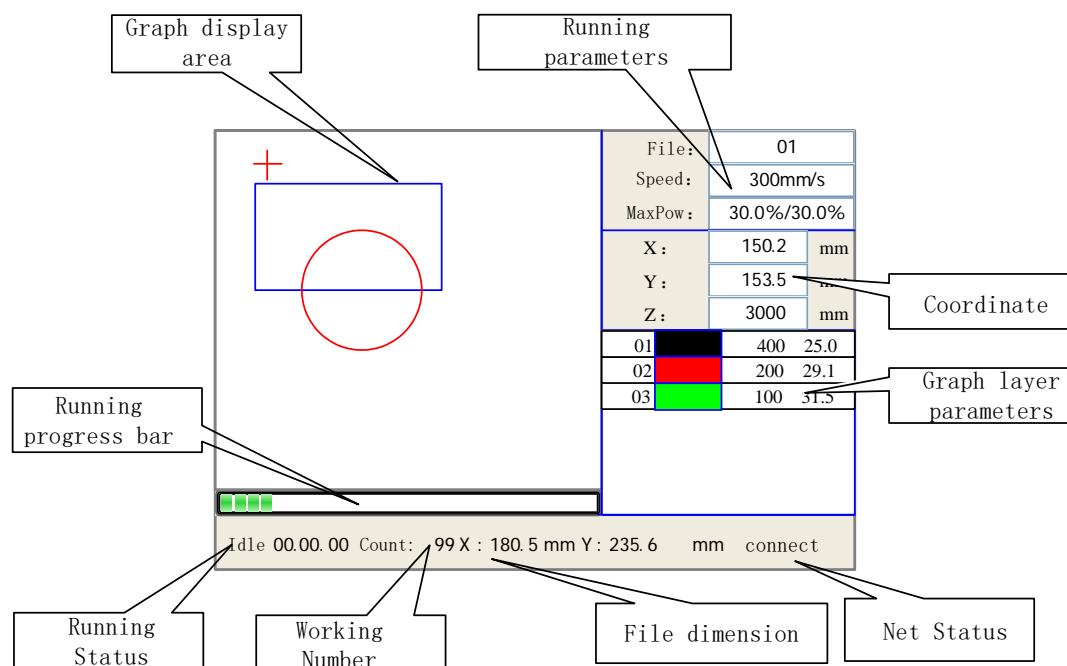 Graph display
area
Running
parameters
File: 01
Speed: 300mm/s
MaxPow: 30.0%/30.0%
X: 150.2 mm
Y: 153.5 mm
Z: 3000 mm
Coordinate
01 400 25.0
02 200 29.1
03 100 31.5
Graph layer
parameters
Running
progress bar
Idle 00.00.00 Count: 99 X : 180.5 mm Y : 235.6 mm connect
Running
Status
Working
Number
File dimension
Net Status